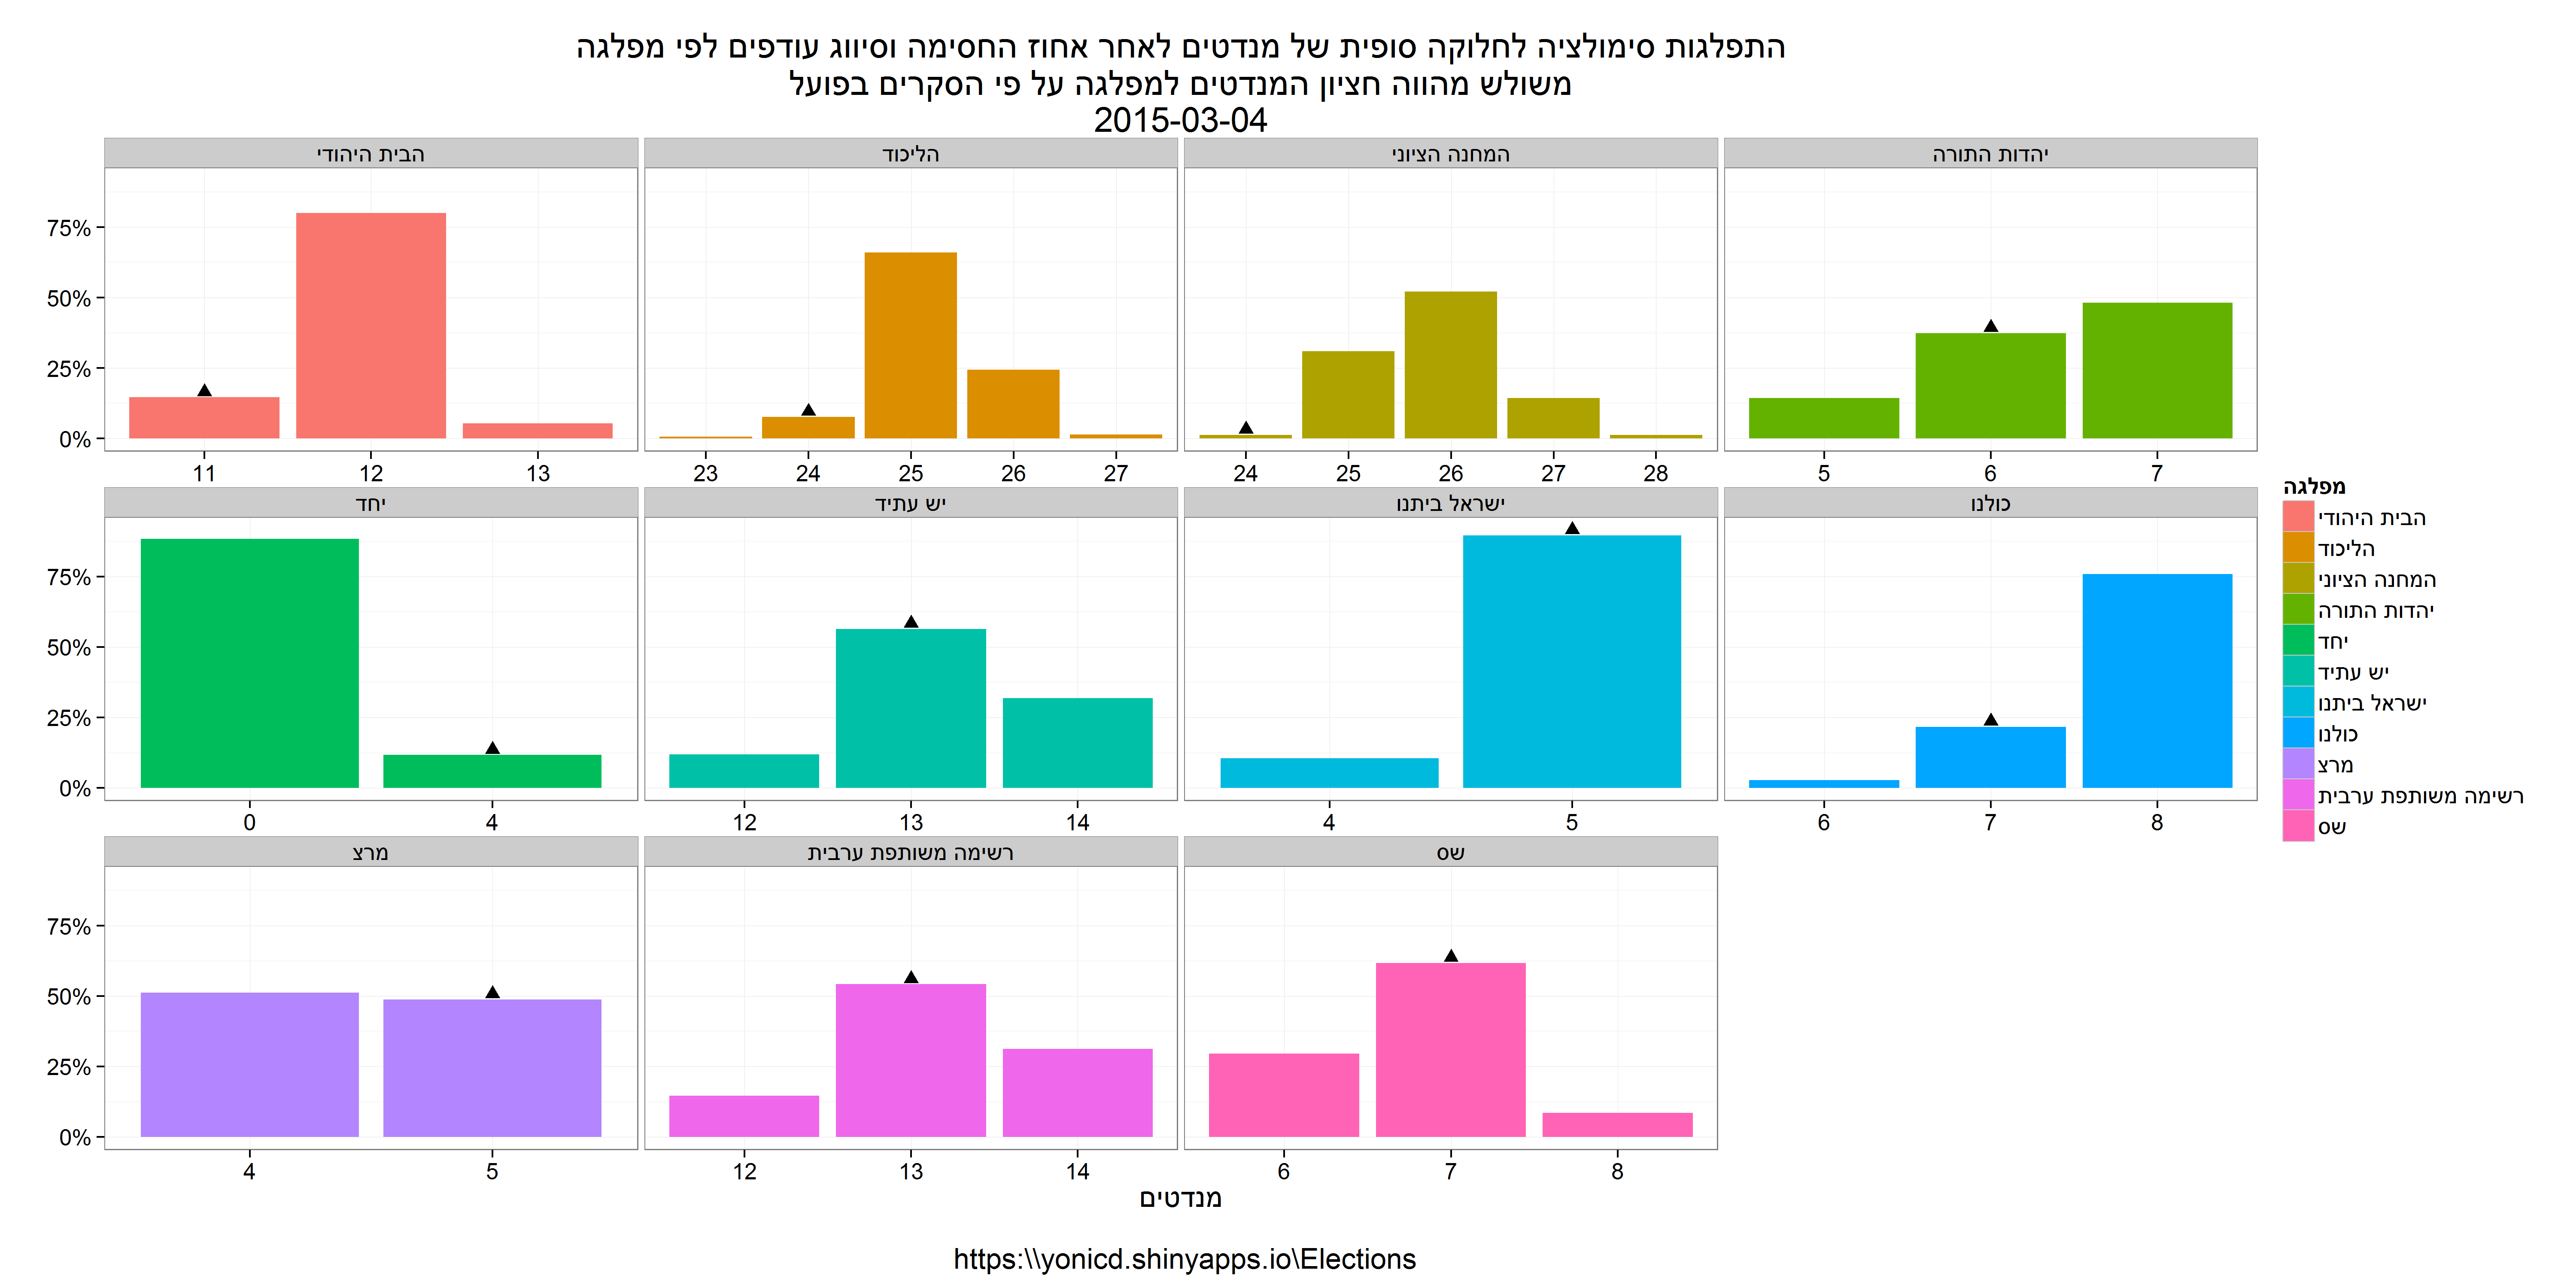 התפלגות סימולציה לחלוקה סופית של מנדטים לאחר אחוז החסימה וסיווג עודפים לפי מפלגה
משולש מהווה חציון המנדטים למפלגה על פי הסקרים בפועל
2015-03-04
הבית היהודי
הליכוד
המחנה הציוני
יהדות התורה
75%
50%
25%
0%
11 12 13
23 24 25 26 27
24 25 26 27 28
5 6 7
יחד
יש עתיד
ישראל ביתנו
כולנו
75%
50%
25%
0%
0 4
12 13 14
4 5
6 7 8
מרצ
רשימה משותפת ערבית
שס
75%
50%
25%
0%
4 5
12 13 14
6 7 8
מנדטים
מפלגה
הבית היהודי
הליכוד
המחנה הציוני
יהדות התורה
יחד
יש עתיד
ישראל ביתנו
כולנו
מרצ
רשימה משותפת ערבית
שס
https:\\yonicd.shinyapps.io\Elections